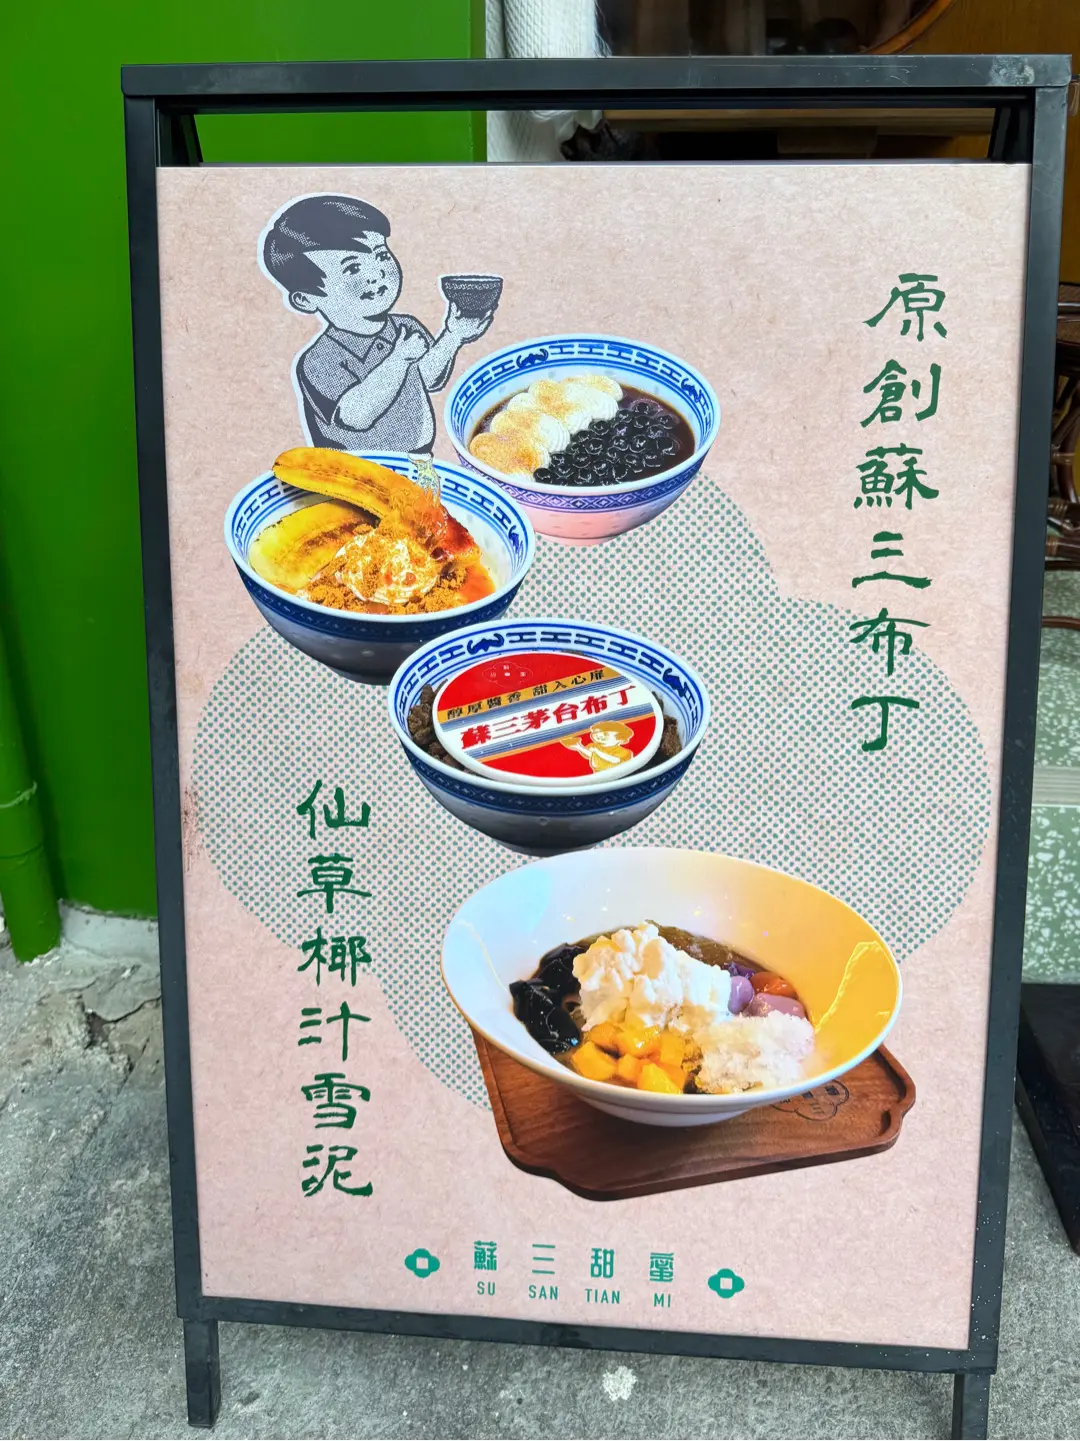 原創蘇三布丁
醇厚醬香 甜入心扉
蘇三茅台布丁
仙草椰汁雪泥
蘇三甜蜜
SU SAN TIAN MI